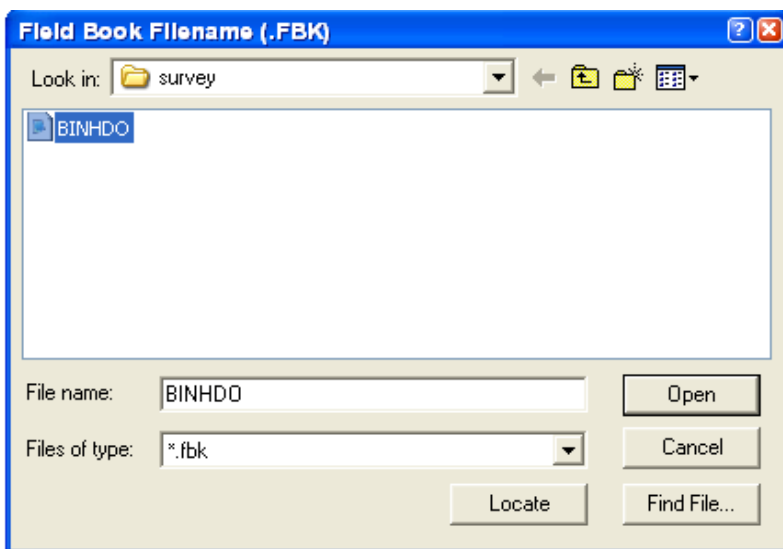 Field Book Filename (.FBK)
Look in: survey
BINHDO
File name: BINHDO Open
Files of type: *.fbk Cancel
Locate Find File...